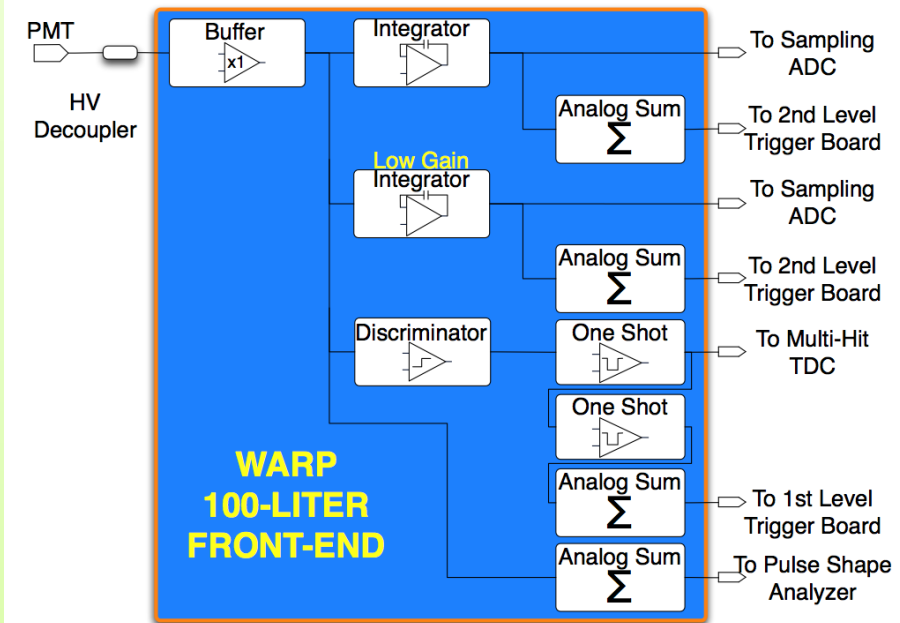 PMT
HV
Decoupler
Buffer
x1
Integrator
To Sampling
ADC
Analog Sum
Σ
To 2nd Level
Trigger Board
Low Gain
Integrator
To Sampling
ADC
Analog Sum
Σ
To 2nd Level
Trigger Board
Discriminator
One Shot
To Multi-Hit
TDC
One Shot
Analog Sum
Σ
To 1st Level
Trigger Board
Analog Sum
Σ
To Pulse Shape
Analyzer
WARP
100-LITER
FRONT-END